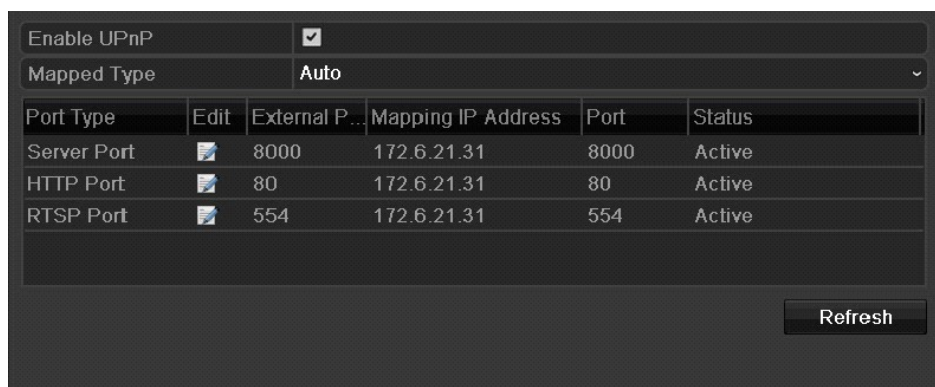 Enable UPnP
Mapped Type Auto
Port Type Edit External P... Mapping IP Address Port Status
Server Port 8000 172.6.21.31 8000 Active
HTTP Port 80 172.6.21.31 80 Active
RTSP Port 554 172.6.21.31 554 Active
Refresh